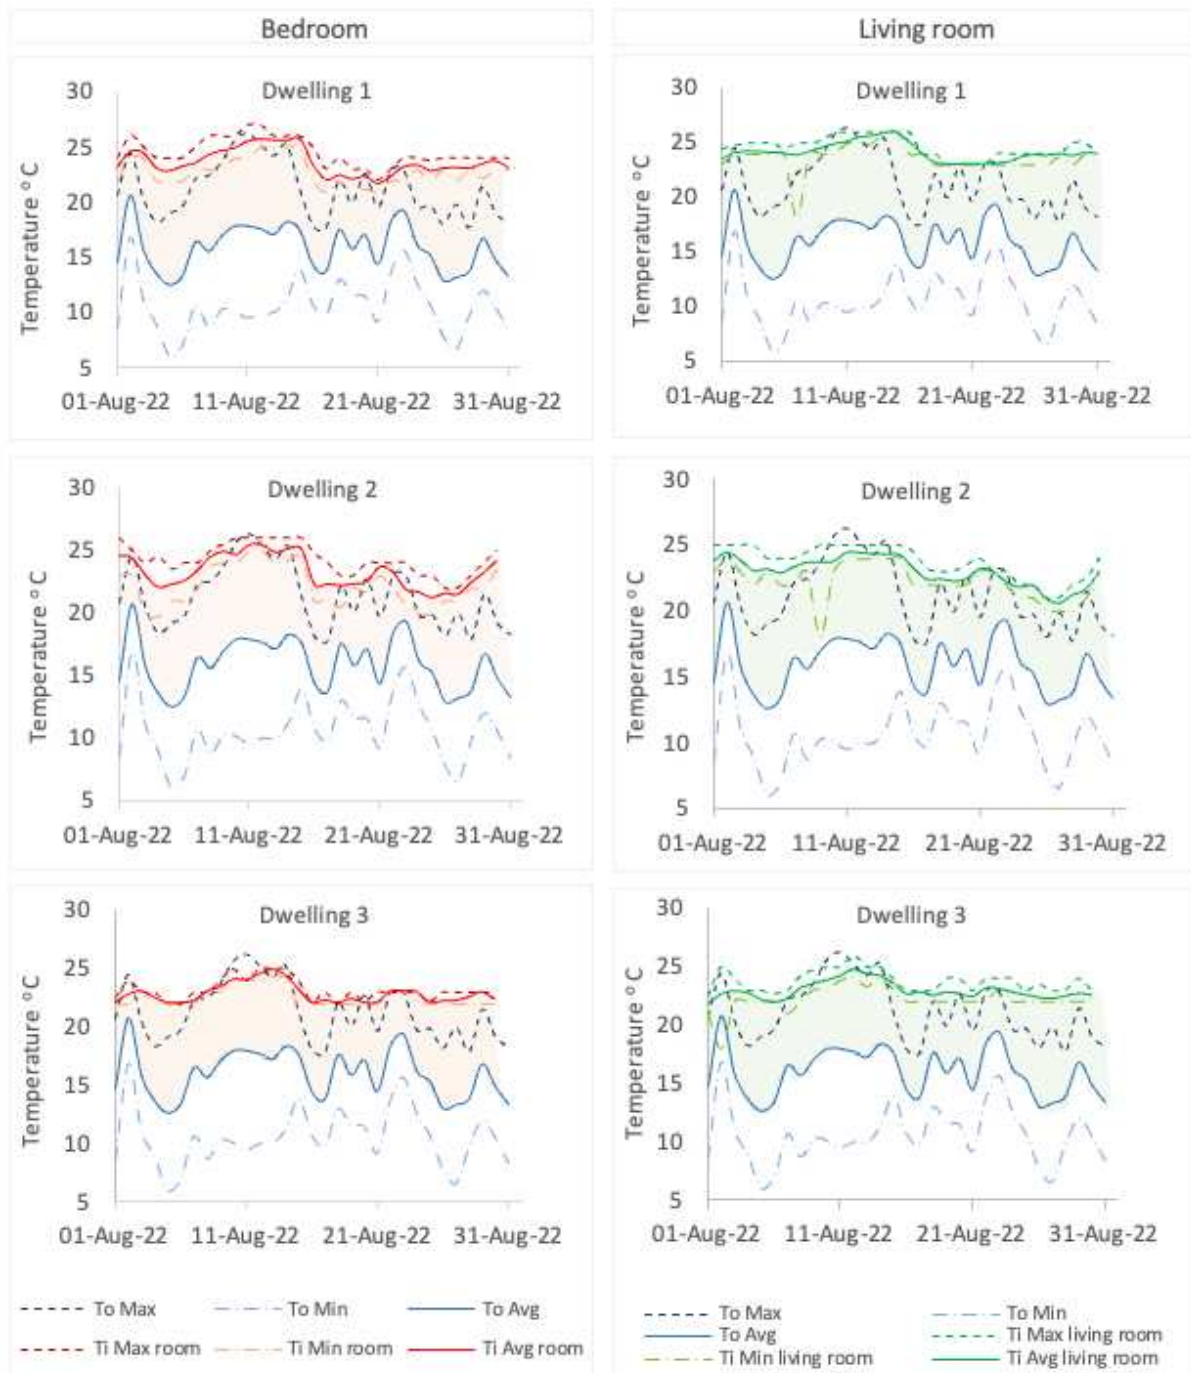 Bedroom
Living room
Dwelling 1
Temperature °C
30
25
20
15
10
5
01-Aug-22 11-Aug-22 21-Aug-22 31-Aug-22
Dwelling 1
Temperature °C
30
25
20
15
10
5
01-Aug-22 11-Aug-22 21-Aug-22 31-Aug-22
Dwelling 2
Temperature °C
30
25
20
15
10
5
01-Aug-22 11-Aug-22 21-Aug-22 31-Aug-22
Dwelling 2
Temperature °C
30
25
20
15
10
5
01-Aug-22 11-Aug-22 21-Aug-22 31-Aug-22
Dwelling 3
Temperature °C
30
25
20
15
10
5
01-Aug-22 11-Aug-22 21-Aug-22 31-Aug-22
Dwelling 3
Temperature °C
30
25
20
15
10
5
01-Aug-22 11-Aug-22 21-Aug-22 31-Aug-22
To Max To Min To Avg
Ti Max room Ti Min room Ti Avg room
To Max To Min
To Avg Ti Max living room
Ti Min living room Ti Avg living room